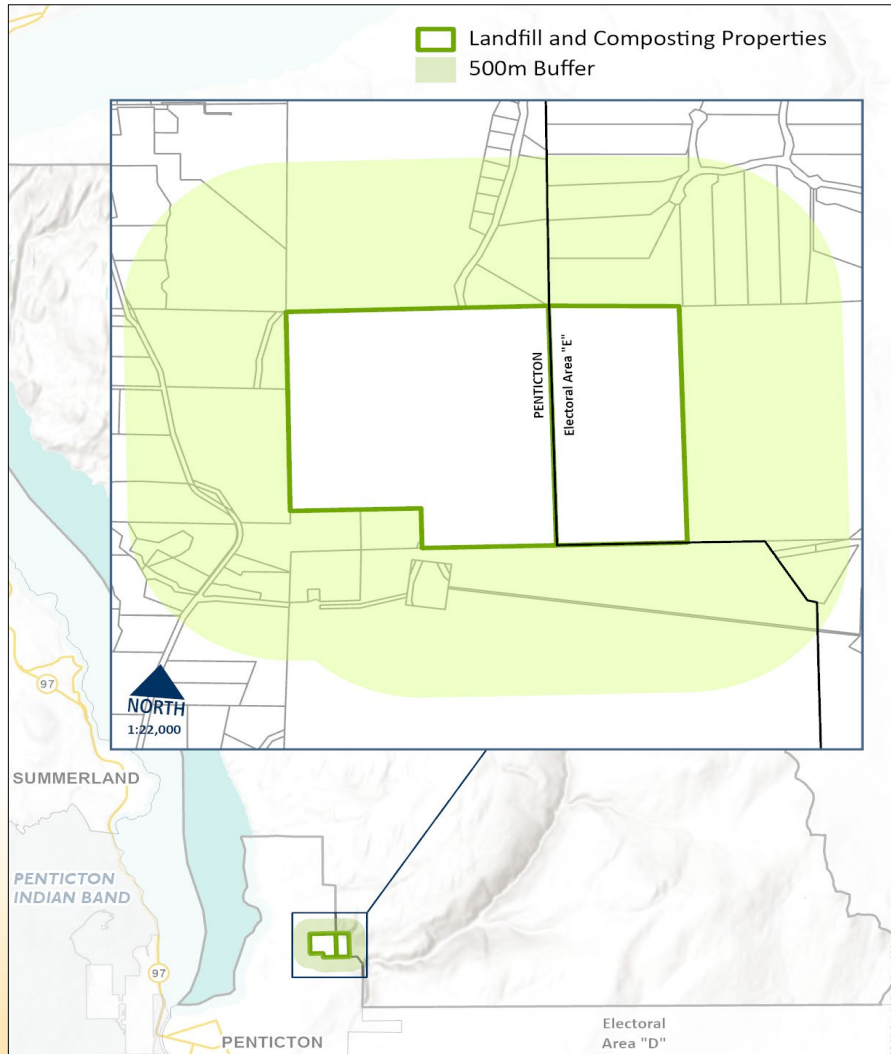 Landfill and Composting Properties
500m Buffer
PENTICTON
Electoral Area "E"
NORTH
1:22,000
97
SUMMERLAND
PENTICTON
INDIAN BAND
97
PENTICTON
Electoral
Area "D"